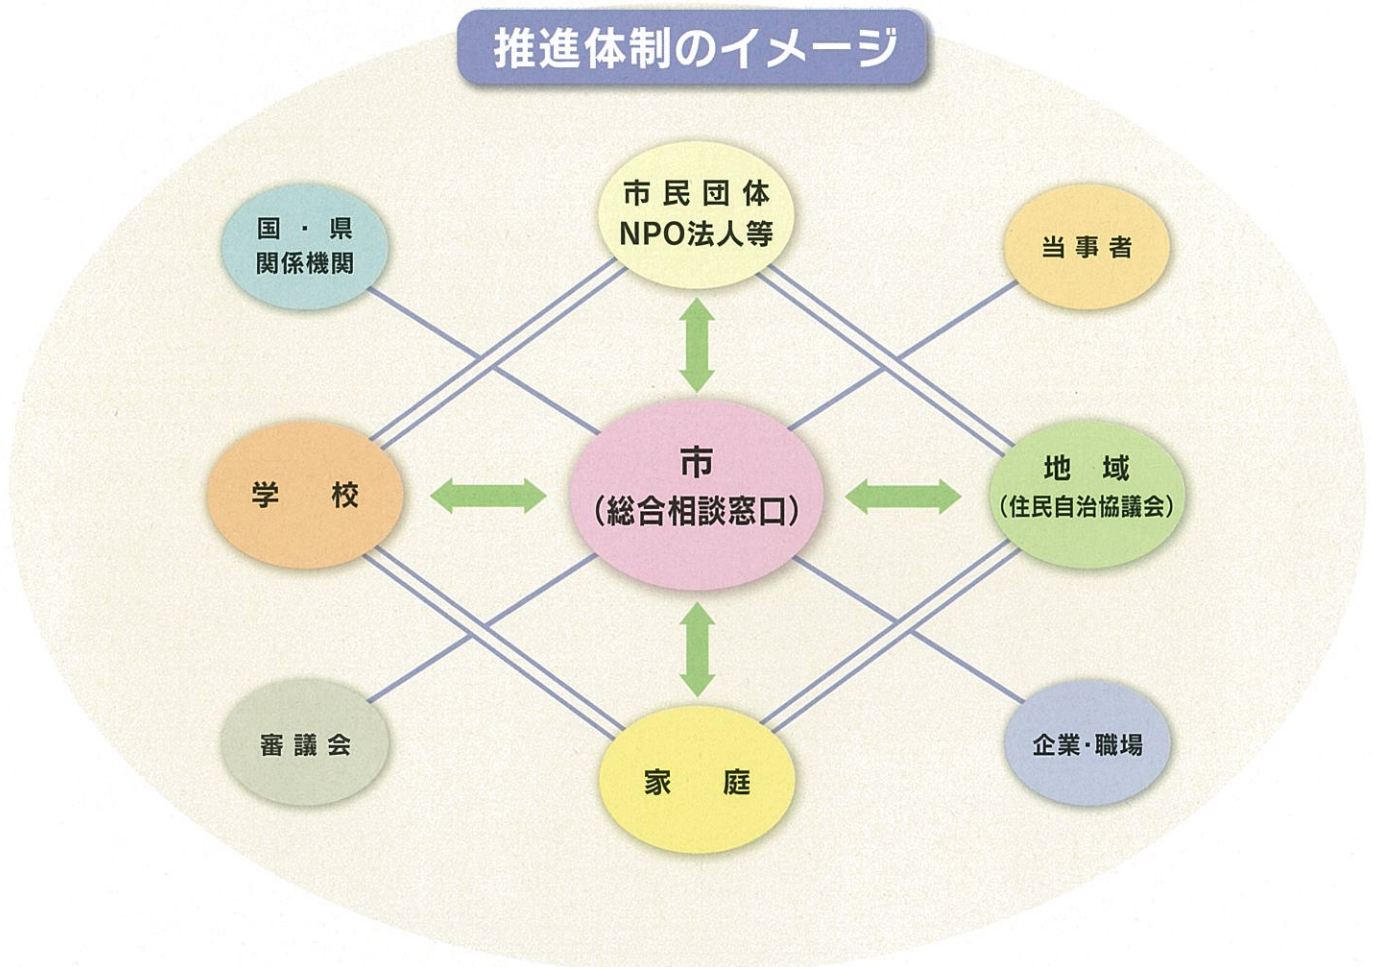 推進体制のイメージ
市民団体
NPO法人等
国・県
関係機関
当事者
学校
市
(総合相談窓口)
地域
(住民自治協議会)
審議会
家庭
企業・職場